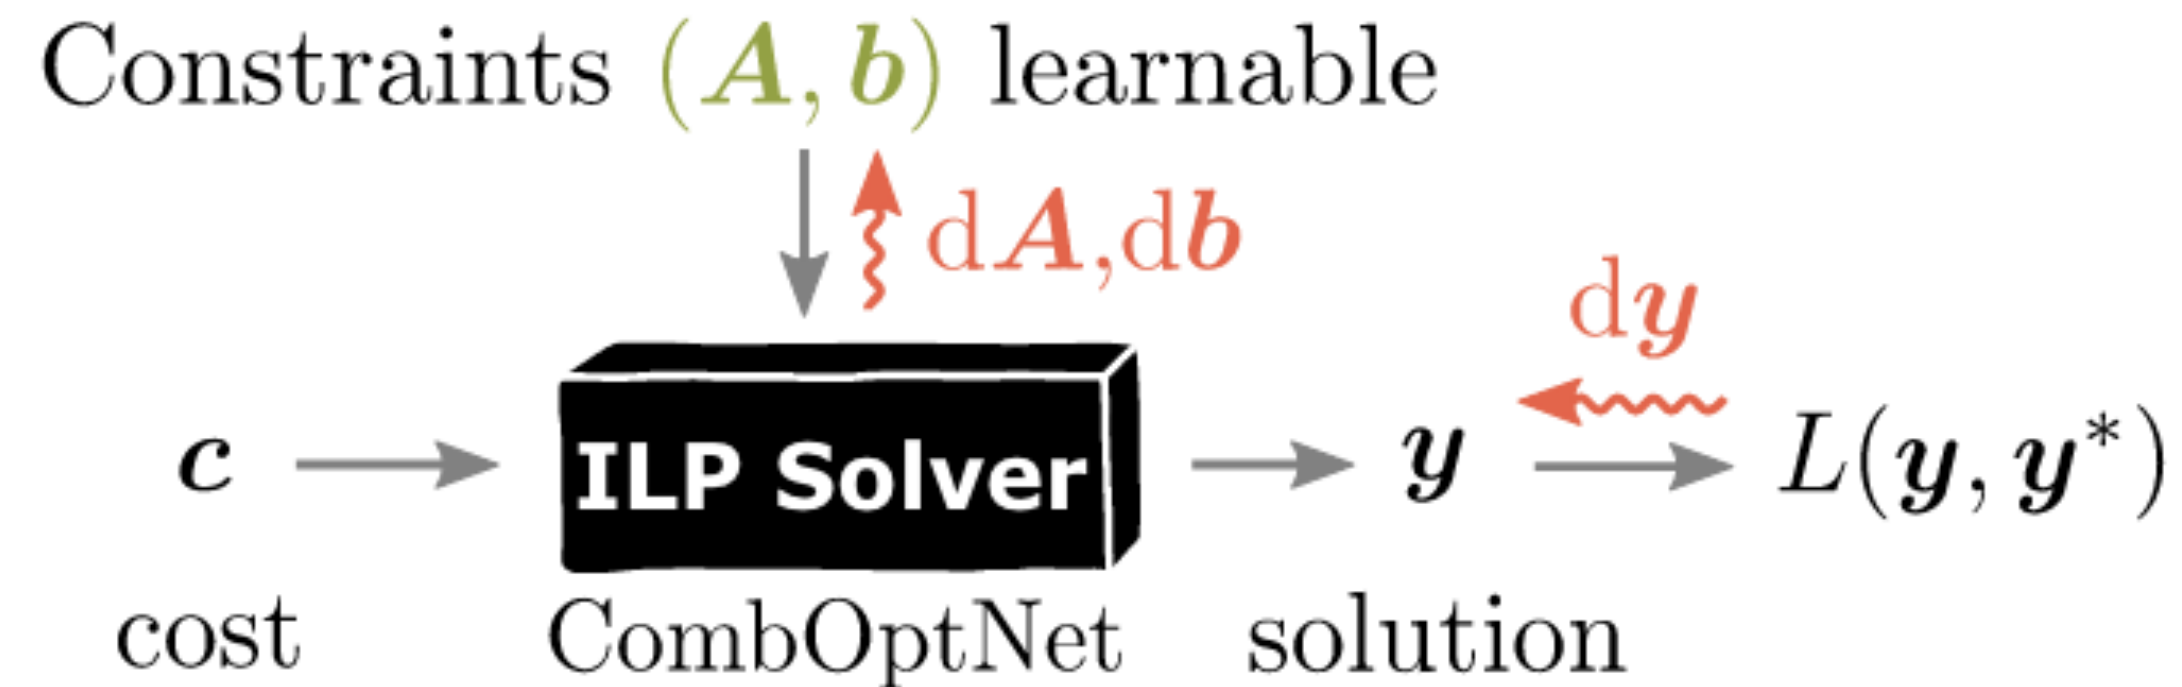 Constraints (A, b) learnable
dA,db
dy
c
ILP Solver
y
L(y, y*)
cost
CombOptNet
solution